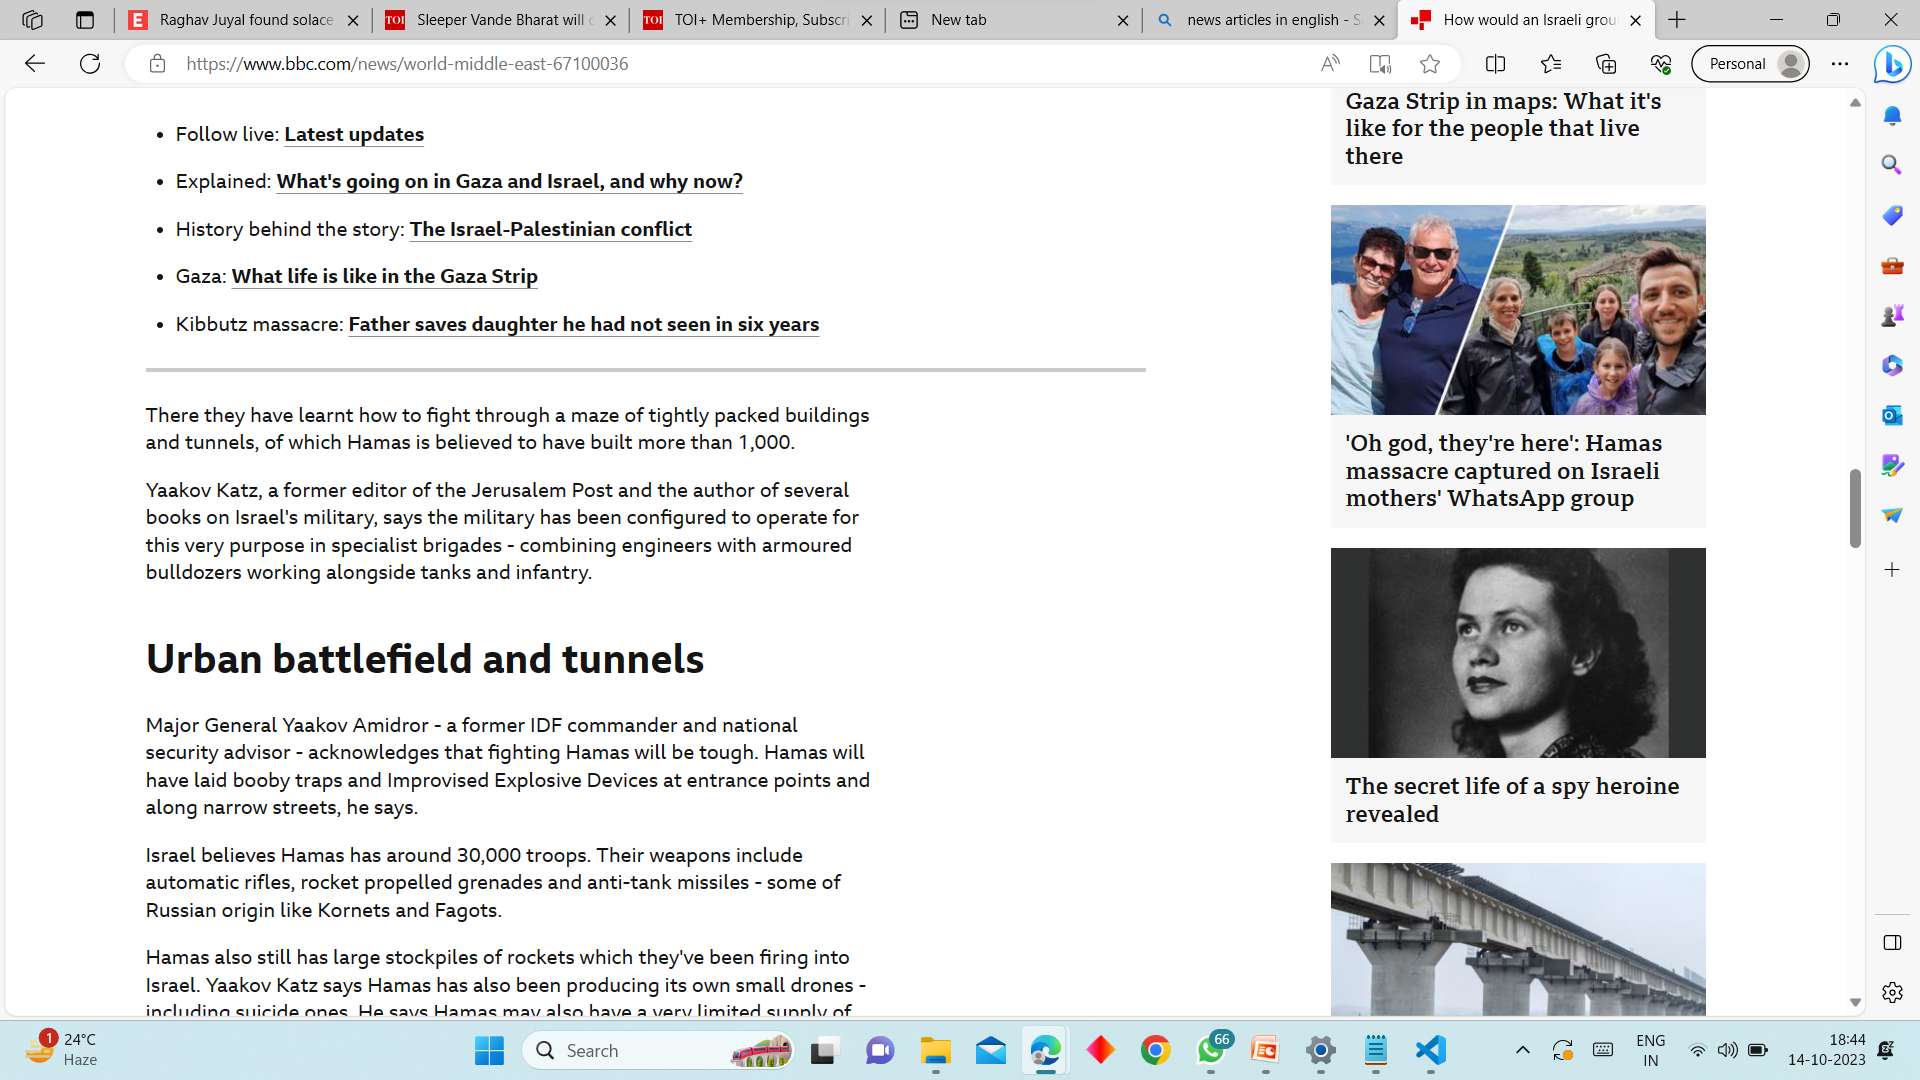 Raghav Juyal found solace
Sleeper Vande Bharat will c
TOI+ Membership, Subscri
New tab
news articles in english - S
How would an Israeli grou
https://www.bbc.com/news/world-middle-east-67100036
Personal
• Follow live: Latest updates
• Explained: What's going on in Gaza and Israel, and why now?
• History behind the story: The Israel-Palestinian conflict
• Gaza: What life is like in the Gaza Strip
• Kibbutz massacre: Father saves daughter he had not seen in six years
There they have learnt how to fight through a maze of tightly packed buildings
and tunnels, of which Hamas is believed to have built more than 1,000.
Yaakov Katz, a former editor of the Jerusalem Post and the author of several
books on Israel's military, says the military has been configured to operate for
this very purpose in specialist brigades - combining engineers with armoured
bulldozers working alongside tanks and infantry.
Urban battlefield and tunnels
Major General Yaakov Amidror - a former IDF commander and national
security advisor - acknowledges that fighting Hamas will be tough. Hamas will
have laid booby traps and Improvised Explosive Devices at entrance points and
along narrow streets, he says.
Israel believes Hamas has around 30,000 troops. Their weapons include
automatic rifles, rocket propelled grenades and anti-tank missiles - some of
Russian origin like Kornets and Fagots.
Hamas also still has large stockpiles of rockets which they've been firing into
Israel. Yaakov Katz says Hamas has also been producing its own small drones -
including suicide ones. He says Hamas may also have a very limited supply of
Gaza Strip in maps: What it's
like for the people that live
there
'Oh god, they're here': Hamas
massacre captured on Israeli
mothers' WhatsApp group
The secret life of a spy heroine
revealed
1
24°C
Haze
Search
66
ENG
IN
18:44
14-10-2023